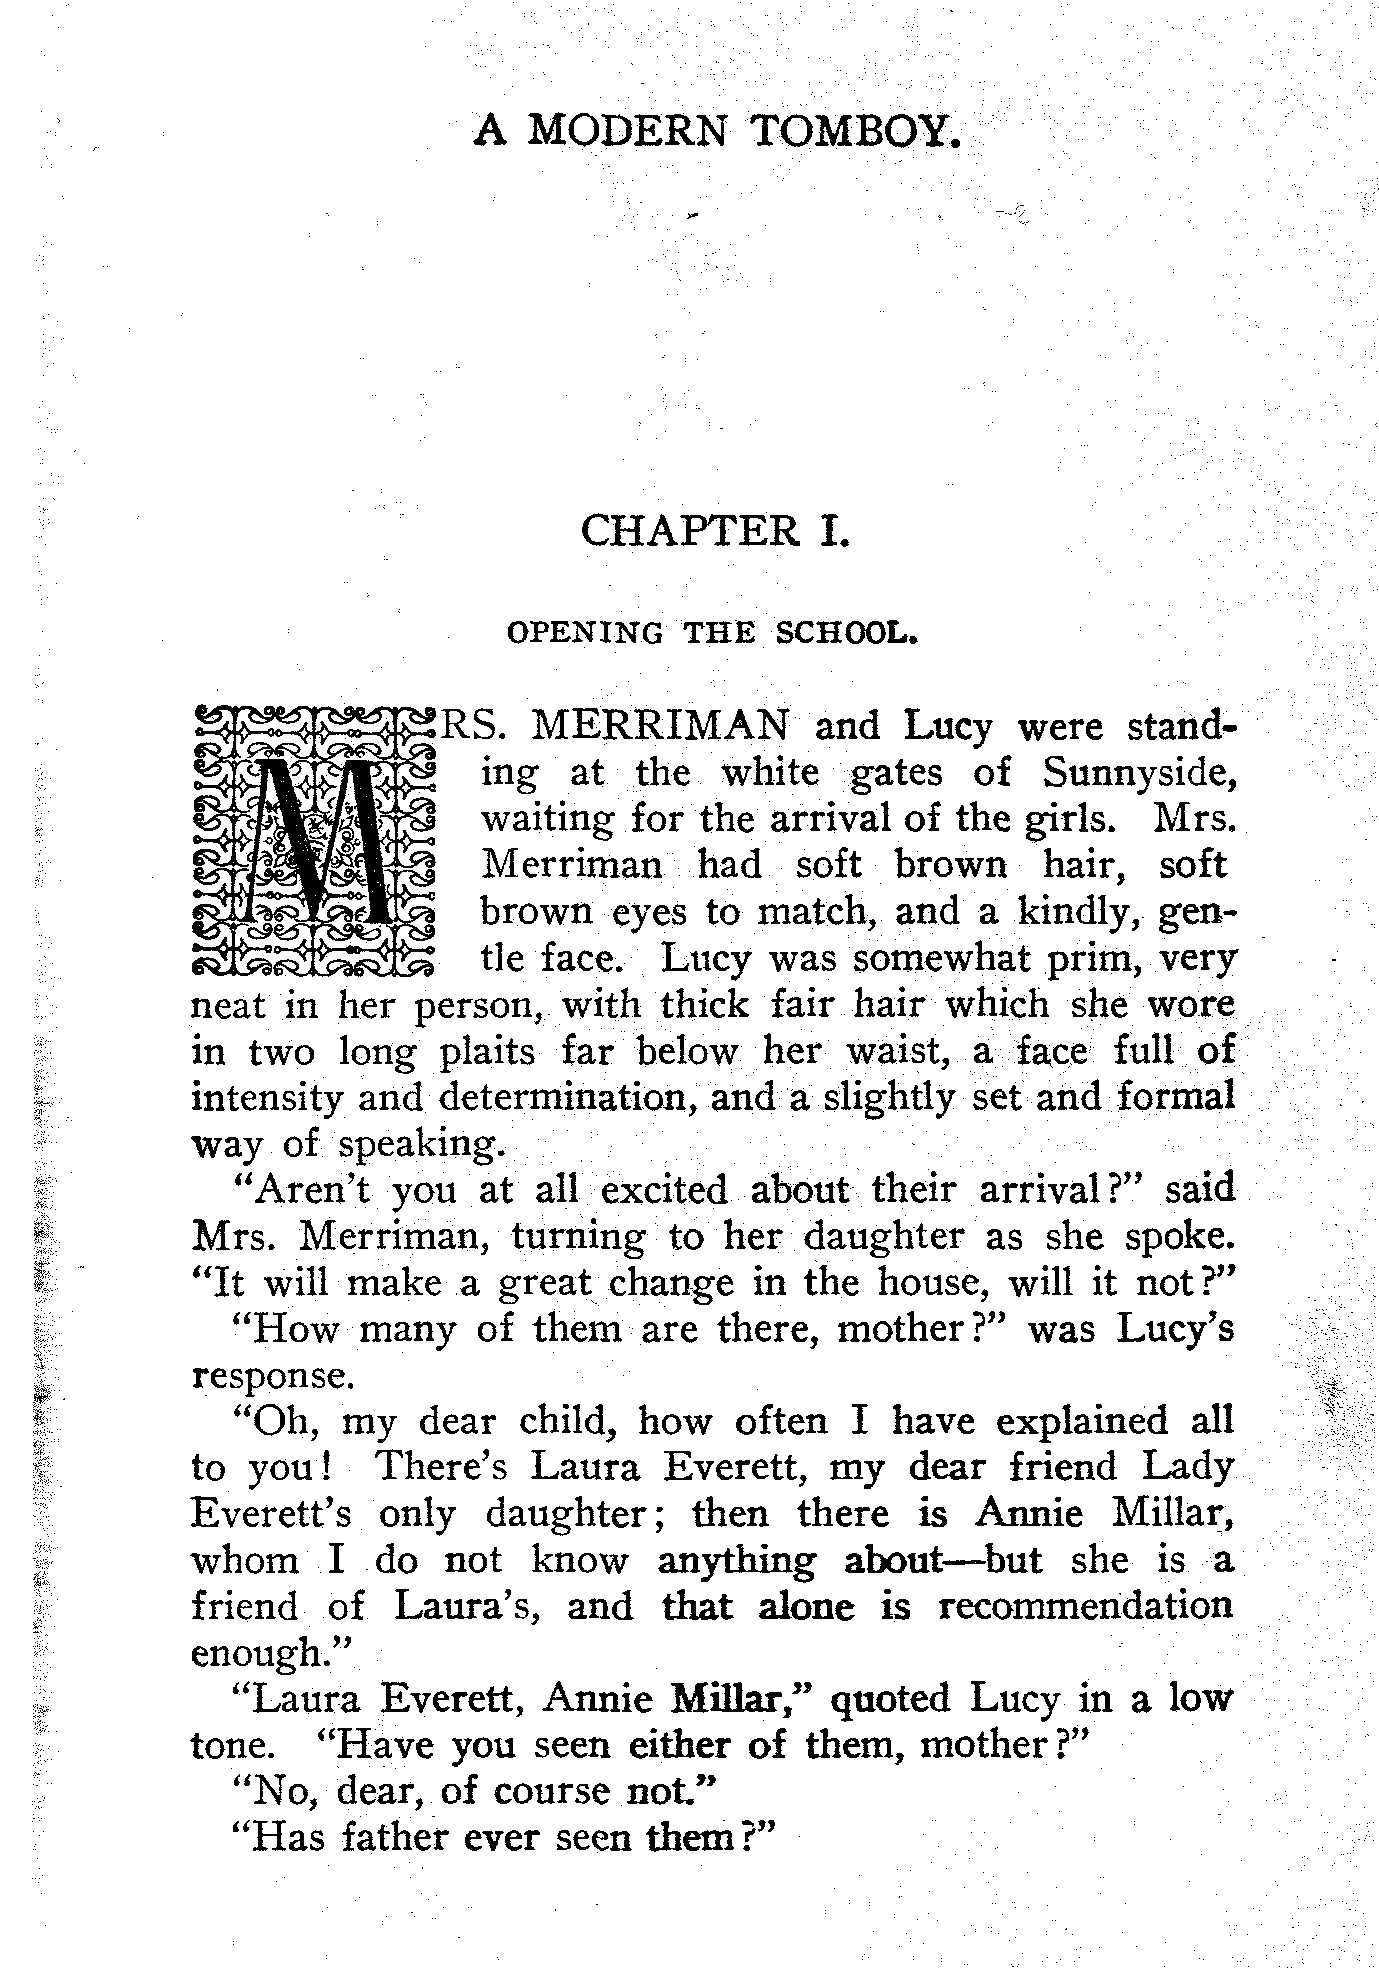 A MODERN TOMBOY.
CHAPTER I.
OPENING THE SCHOOL.
MRS. MERRIMAN and Lucy were stand-
ing at the white gates of Sunnyside,
waiting for the arrival of the girls. Mrs.
Merriman had soft brown hair, soft
brown eyes to match, and a kindly, gen-
tle face. Lucy was somewhat prim, very
neat in her person, with thick fair hair which she wore
in two long plaits far below her waist, a face full of
intensity and determination, and a slightly set and formal
way of speaking.
"Aren't you at all excited about their arrival?" said
Mrs. Merriman, turning to her daughter as she spoke.
"It will make a great change in the house, will it not?"
"How many of them are there, mother?" was Lucy's
response.
"Oh, my dear child, how often I have explained all
to you! There's Laura Everett, my dear friend Lady
Everett's only daughter; then there is Annie Millar,
whom I do not know anything about—but she is a
friend of Laura's, and that alone is recommendation
enough."
"Laura Everett, Annie Millar," quoted Lucy in a low
tone. "Have you seen either of them, mother?"
"No, dear, of course not."
"Has father ever seen them?"